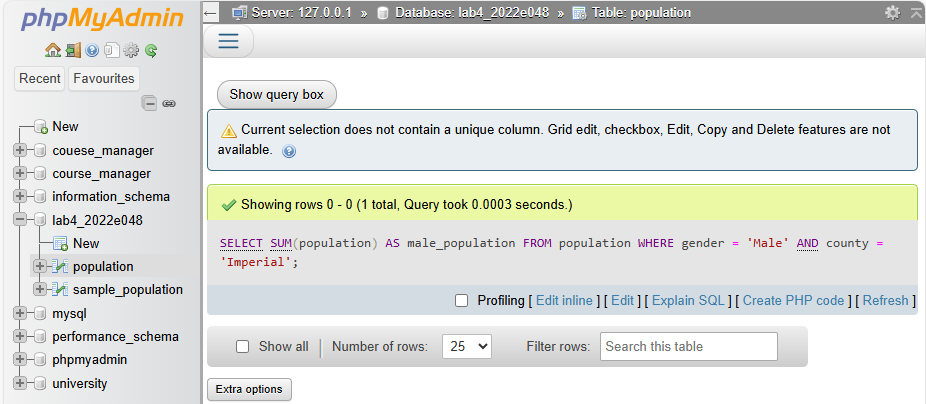 phpMyAdmin
Server: 127.0.0.1 » Database: lab4_2022e048 » Table: population
Recent Favourites
New
couese_manager
course_manager
information_schema
lab4_2022e048
New
population
sample_population
mysql
performance_schema
phpmyadmin
university
Show query box
Current selection does not contain a unique column. Grid edit, checkbox, Edit, Copy and Delete features are not
available.
Showing rows 0 - 0 (1 total, Query took 0.0003 seconds.)
SELECT SUM(population) AS male_population FROM population WHERE gender = 'Male' AND county =
'Imperial';
Profiling [ Edit inline ] [ Edit ] [ Explain SQL ] [ Create PHP code ] [ Refresh ]
Show all | Number of rows: 25 Filter rows: Search this table
Extra options